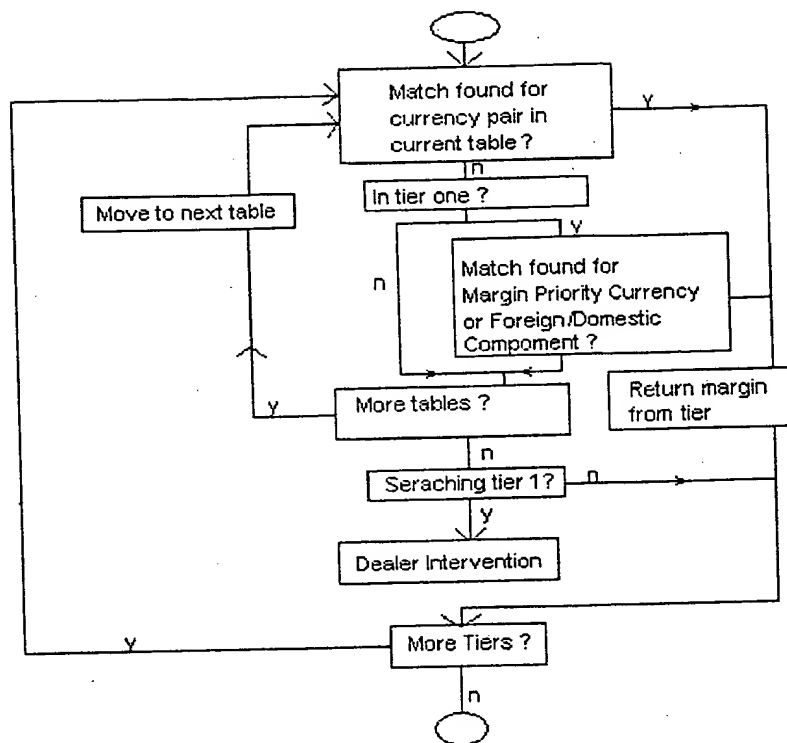 Match found for
currency pair in
current table ?
y
n
In tier one ?
Move to next table
y
n
Match found for
Margin Priority Currency
or Foreign/Domestic
Compoment ?
More tables ?
y
Return margin
from tier
n
Seraching tier 1?
n
y
Dealer Intervention
More Tiers ?
y
n